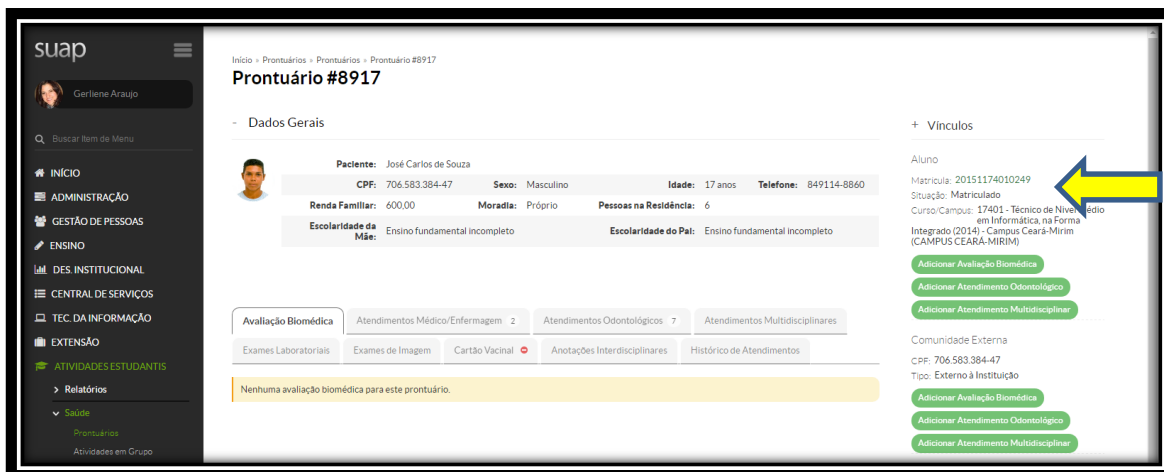 suap
Gerliene Araujo
Buscar Item de Menu
INÍCIO
ADMINISTRAÇÃO
GESTÃO DE PESSOAS
ENSINO
DES. INSTITUCIONAL
CENTRAL DE SERVIÇOS
TEC. DA INFORMAÇÃO
EXTENSÃO
ATIVIDADES ESTUDANTIS
> Relatórios
Saúde
Prontuários
Atividades em Grupo
Início » Prontuários » Prontuários » Prontuário #8917
Prontuário #8917
- Dados Gerais
Paciente: José Carlos de Souza
CPF: 706.583.384-47 Sexo: Masculino Idade: 17 anos Telefone: 849114-8860
Renda Familiar: 600,00 Moradia: Próprio Pessoas na Residência: 6
Escolaridade da Mãe: Ensino fundamental incompleto Escolaridade do Pai: Ensino fundamental incompleto
Avaliação Biomédica Atendimentos Médico/Enfermagem 2 Atendimentos Odontológicos 7 Atendimentos Multidisciplinares
Exames Laboratoriais Exames de Imagem Cartão Vacinal Anotações Interdisciplinares Histórico de Atendimentos
Nenhuma avaliação biomédica para este prontuário.
+ Vínculos
Aluno
Matrícula: 20151174010249
Situação: Matriculado
Curso/Campus: 17401 - Técnico de Nível Médio
em Informática, na Forma
Integrado (2014) - Campus Ceará-Mirim
(CAMPUS CEARÁ-MIRIM)
Adicionar Avaliação Biomédica
Adicionar Atendimento Odontológico
Adicionar Atendimento Multidisciplinar
Comunidade Externa
CPF: 706.583.384-47
Tipo: Externo à Instituição
Adicionar Avaliação Biomédica
Adicionar Atendimento Odontológico
Adicionar Atendimento Multidisciplinar